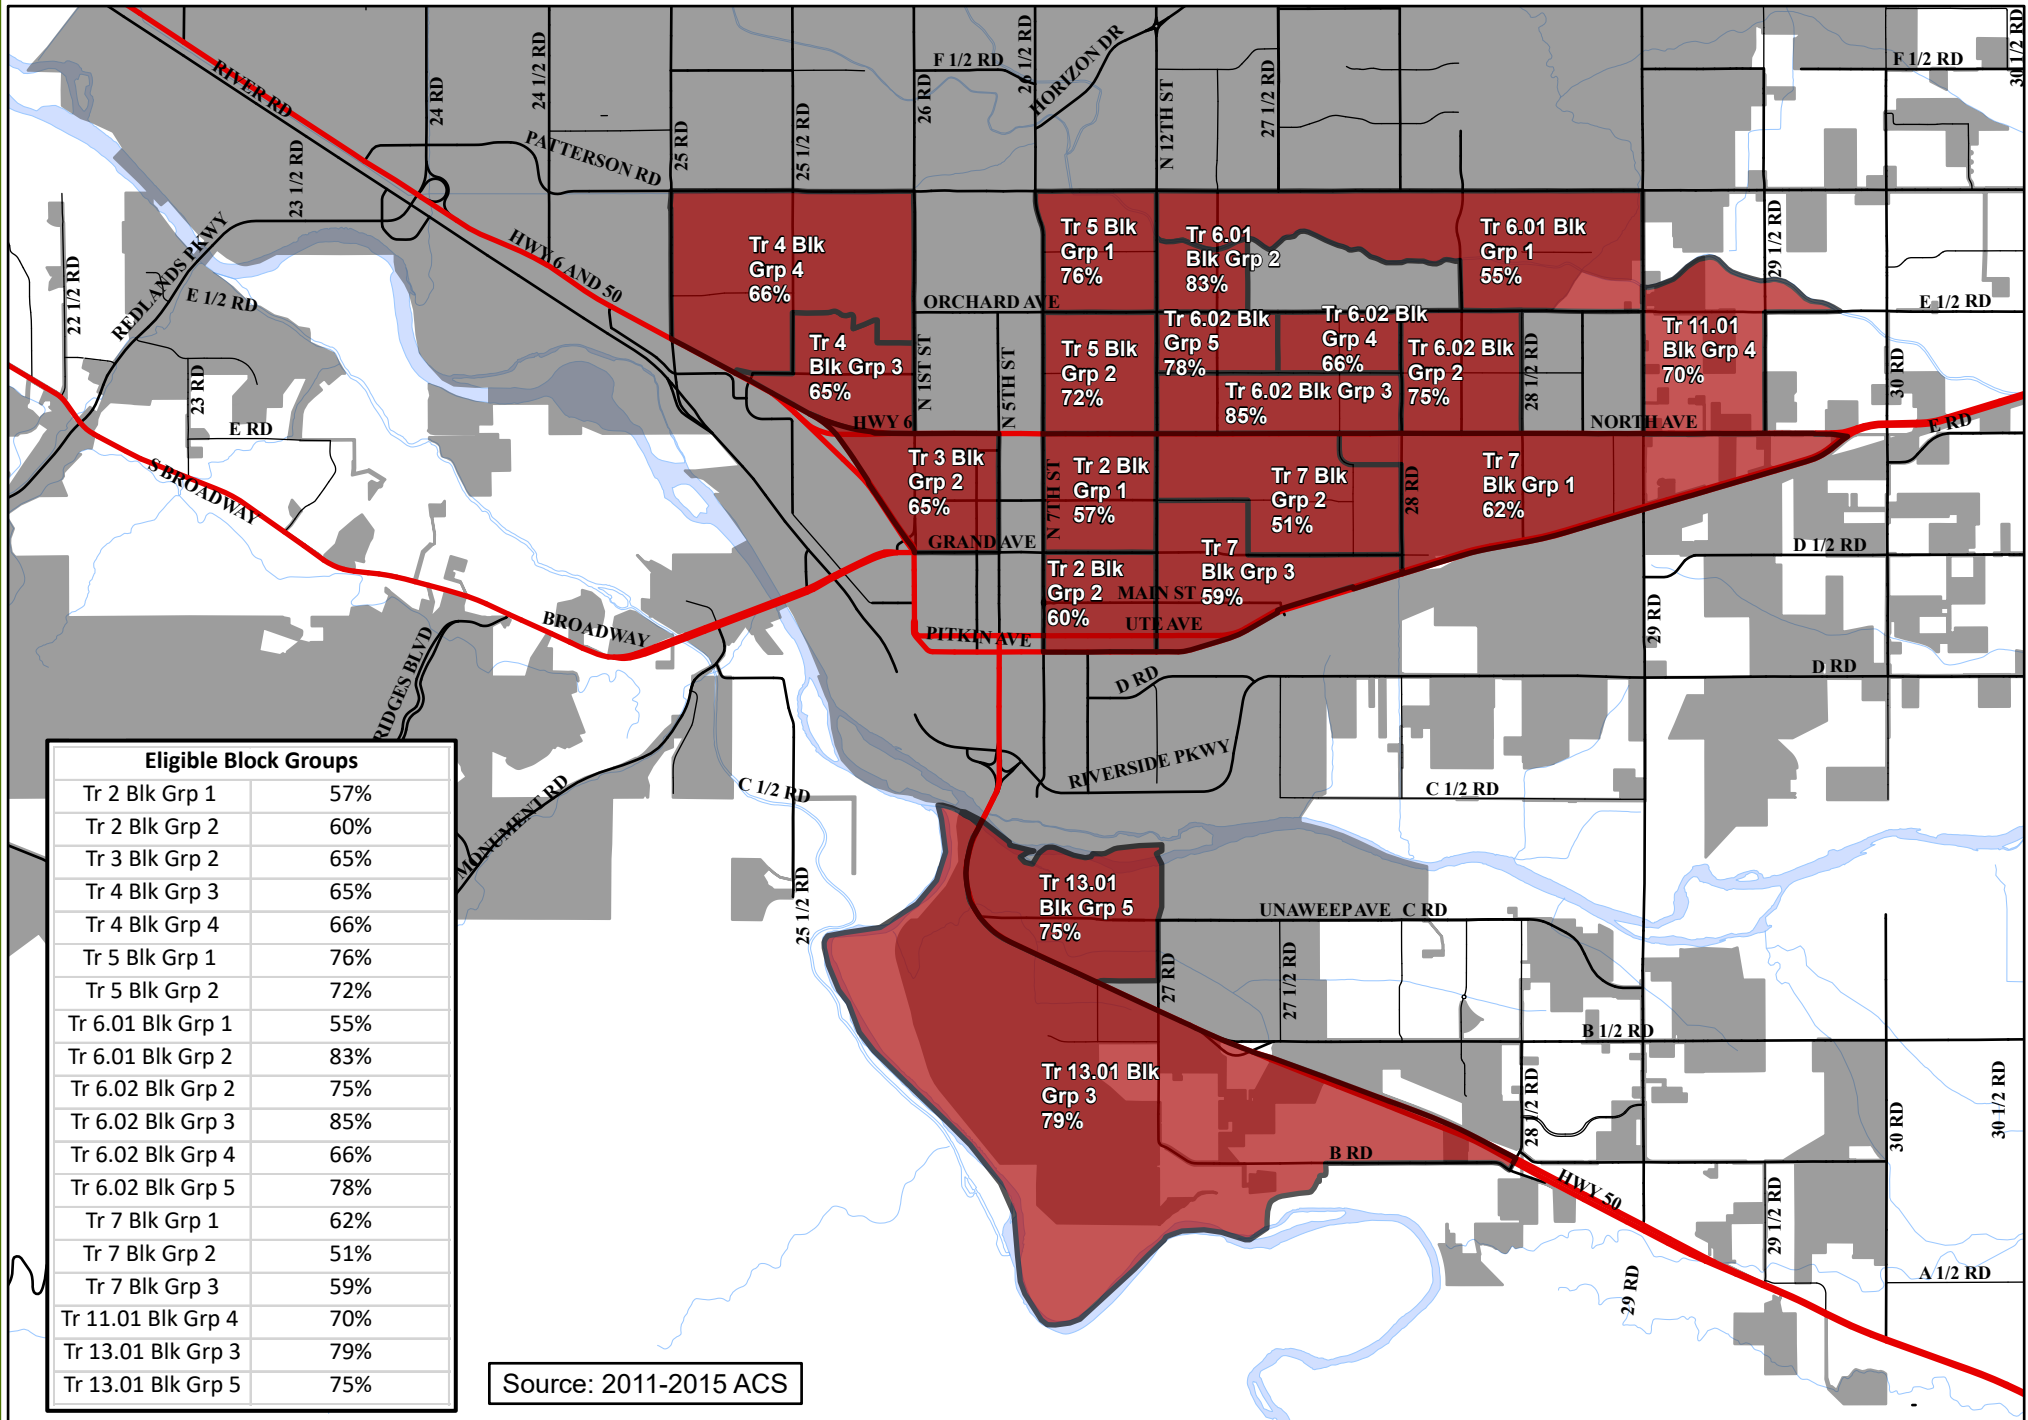 RIVER RD
24 RD
24 1/2 RD
23 1/2 RD
PATTERSON RD
25 RD
25 1/2 RD
26 RD
F 1/2 RD
26 1/2 RD
HORIZON DR
N 12TH ST
27 1/2 RD
F 1/2 RD
30 1/2 RD
22 1/2 RD
REDLANDS PKWY
E 1/2 RD
23 RD
E RD
S BROADWAY
HWY 6 AND 50
BROADWAY
RIDGES BLVD
MONUMENT RD
Tr 4 Blk
Grp 4
66%
Tr 4
Blk Grp 3
65%
ORCHARD AVE
N 1ST ST
N 5TH ST
HWY 6
Tr 5 Blk
Grp 1
76%
Tr 6.01
Blk Grp 2
83%
Tr 6.01 Blk
Grp 1
55%
29 1/2 RD
E 1/2 RD
Tr 5 Blk
Grp 2
72%
Tr 6.02 Blk
Grp 5
78%
Tr 6.02 Blk
Grp 4
66%
Tr 6.02 Blk
Grp 2
75%
Tr 6.02 Blk Grp 3
85%
28 1/2 RD
Tr 11.01
Blk Grp 4
70%
NORTH AVE
30 RD
E RD
Tr 3 Blk
Grp 2
65%
N 7TH ST
Tr 2 Blk
Grp 1
57%
Tr 7 Blk
Grp 2
51%
28 RD
Tr 7
Blk Grp 1
62%
GRAND AVE
Tr 2 Blk
Grp 2
60%
Tr 7
Blk Grp 3
59%
MAIN ST
UTE AVE
PITKIN AVE
D 1/2 RD
29 RD
D RD
D RD
RIVERSIDE PKWY
C 1/2 RD
C 1/2 RD
25 1/2 RD
Tr 13.01
Blk Grp 5
75%
UNAWEEP AVE C RD
27 RD
27 1/2 RD
B 1/2 RD
Tr 13.01 Blk
Grp 3
79%
B RD
28 1/2 RD
HWY 50
30 RD
30 1/2 RD
29 1/2 RD
29 RD
A 1/2 RD
Eligible Block Groups
Tr 2 Blk Grp 1 57%
Tr 2 Blk Grp 2 60%
Tr 3 Blk Grp 2 65%
Tr 4 Blk Grp 3 65%
Tr 4 Blk Grp 4 66%
Tr 5 Blk Grp 1 76%
Tr 5 Blk Grp 2 72%
Tr 6.01 Blk Grp 1 55%
Tr 6.01 Blk Grp 2 83%
Tr 6.02 Blk Grp 2 75%
Tr 6.02 Blk Grp 3 85%
Tr 6.02 Blk Grp 4 66%
Tr 6.02 Blk Grp 5 78%
Tr 7 Blk Grp 1 62%
Tr 7 Blk Grp 2 51%
Tr 7 Blk Grp 3 59%
Tr 11.01 Blk Grp 4 70%
Tr 13.01 Blk Grp 3 79%
Tr 13.01 Blk Grp 5 75%
Source: 2011-2015 ACS